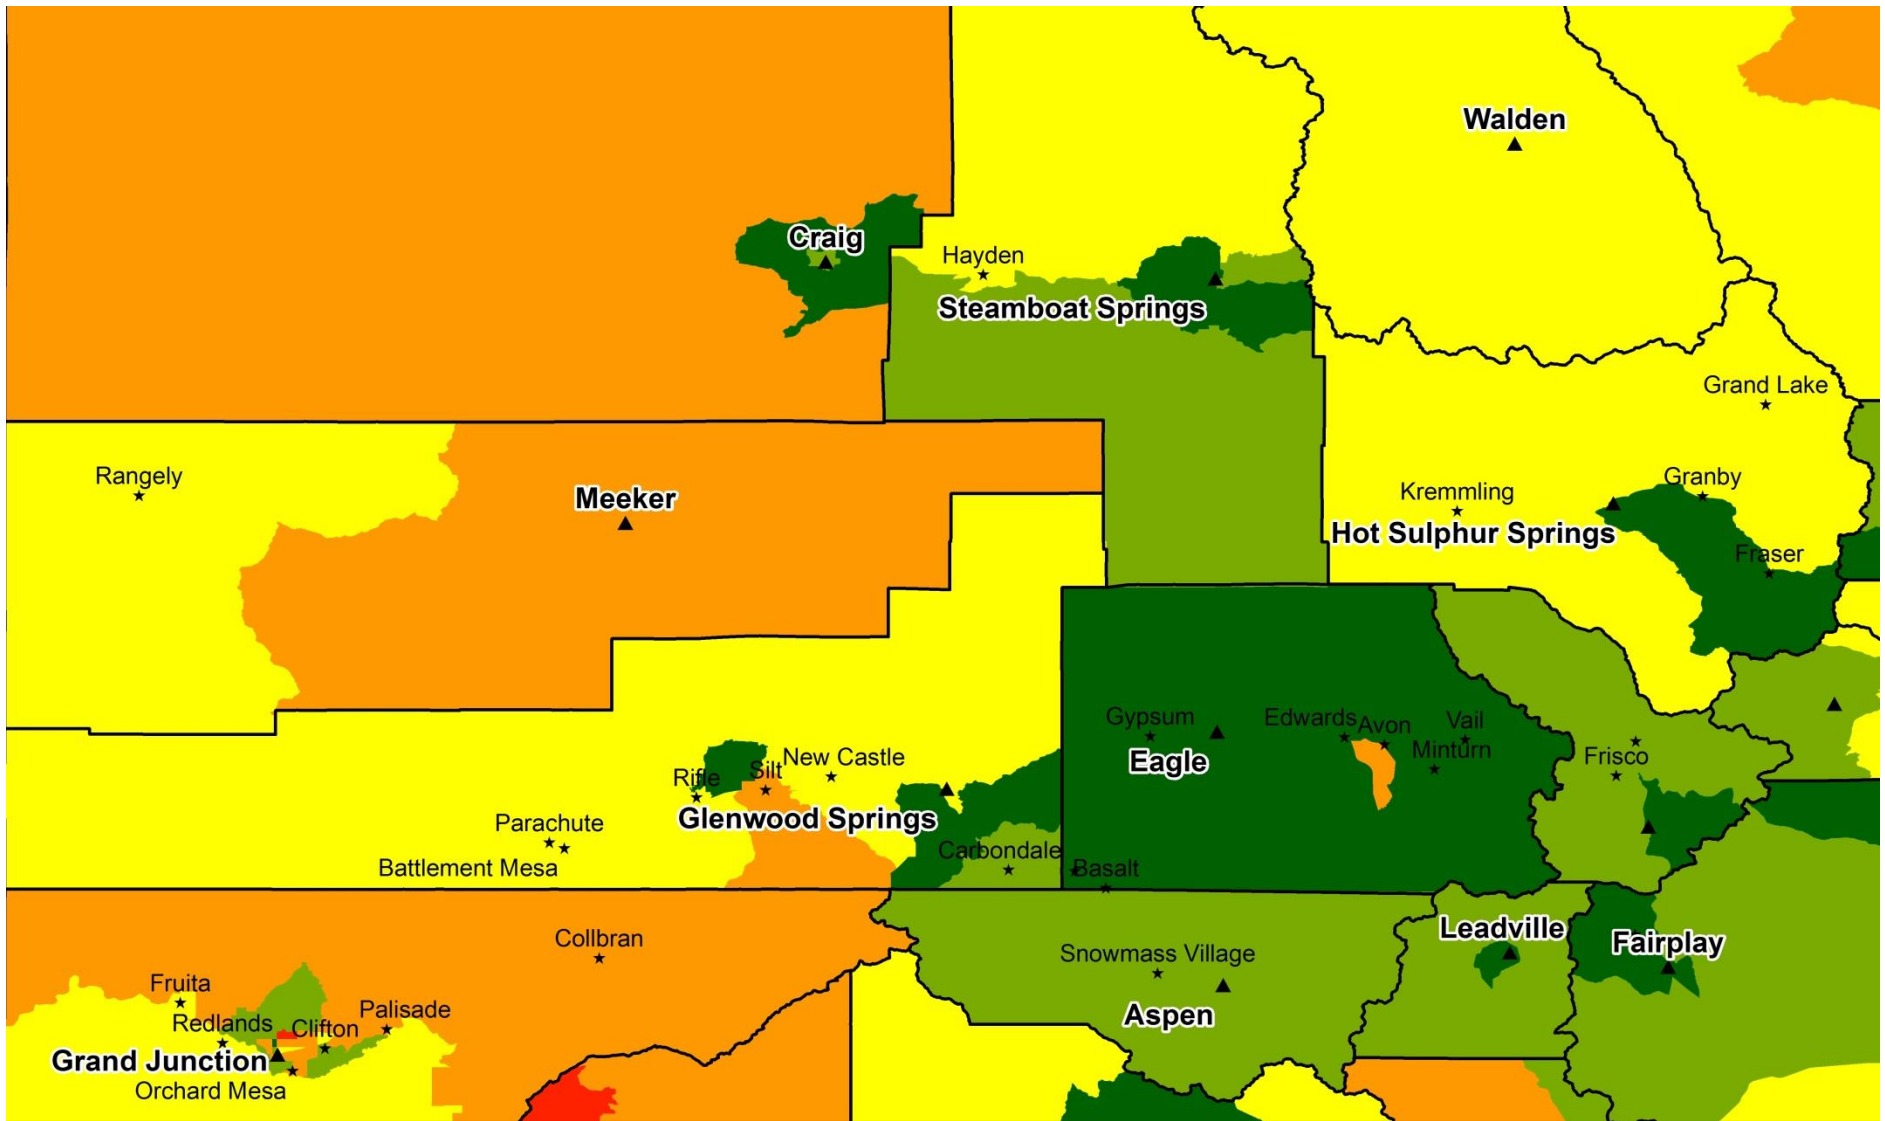 Walden
Craig
Hayden
Steamboat Springs
Grand Lake
Rangely
Meeker
Kremmling
Granby
Hot Sulphur Springs
Fraser
Gypsum
Edwards
Avon
Vail
Minturn
Eagle
Frisco
New Castle
Silt
Rifle
Glenwood Springs
Parachute
Battlement Mesa
Carbondale
Basalt
Leadville
Fairplay
Collbran
Snowmass Village
Aspen
Fruita
Palisade
Redlands
Clifton
Grand Junction
Orchard Mesa